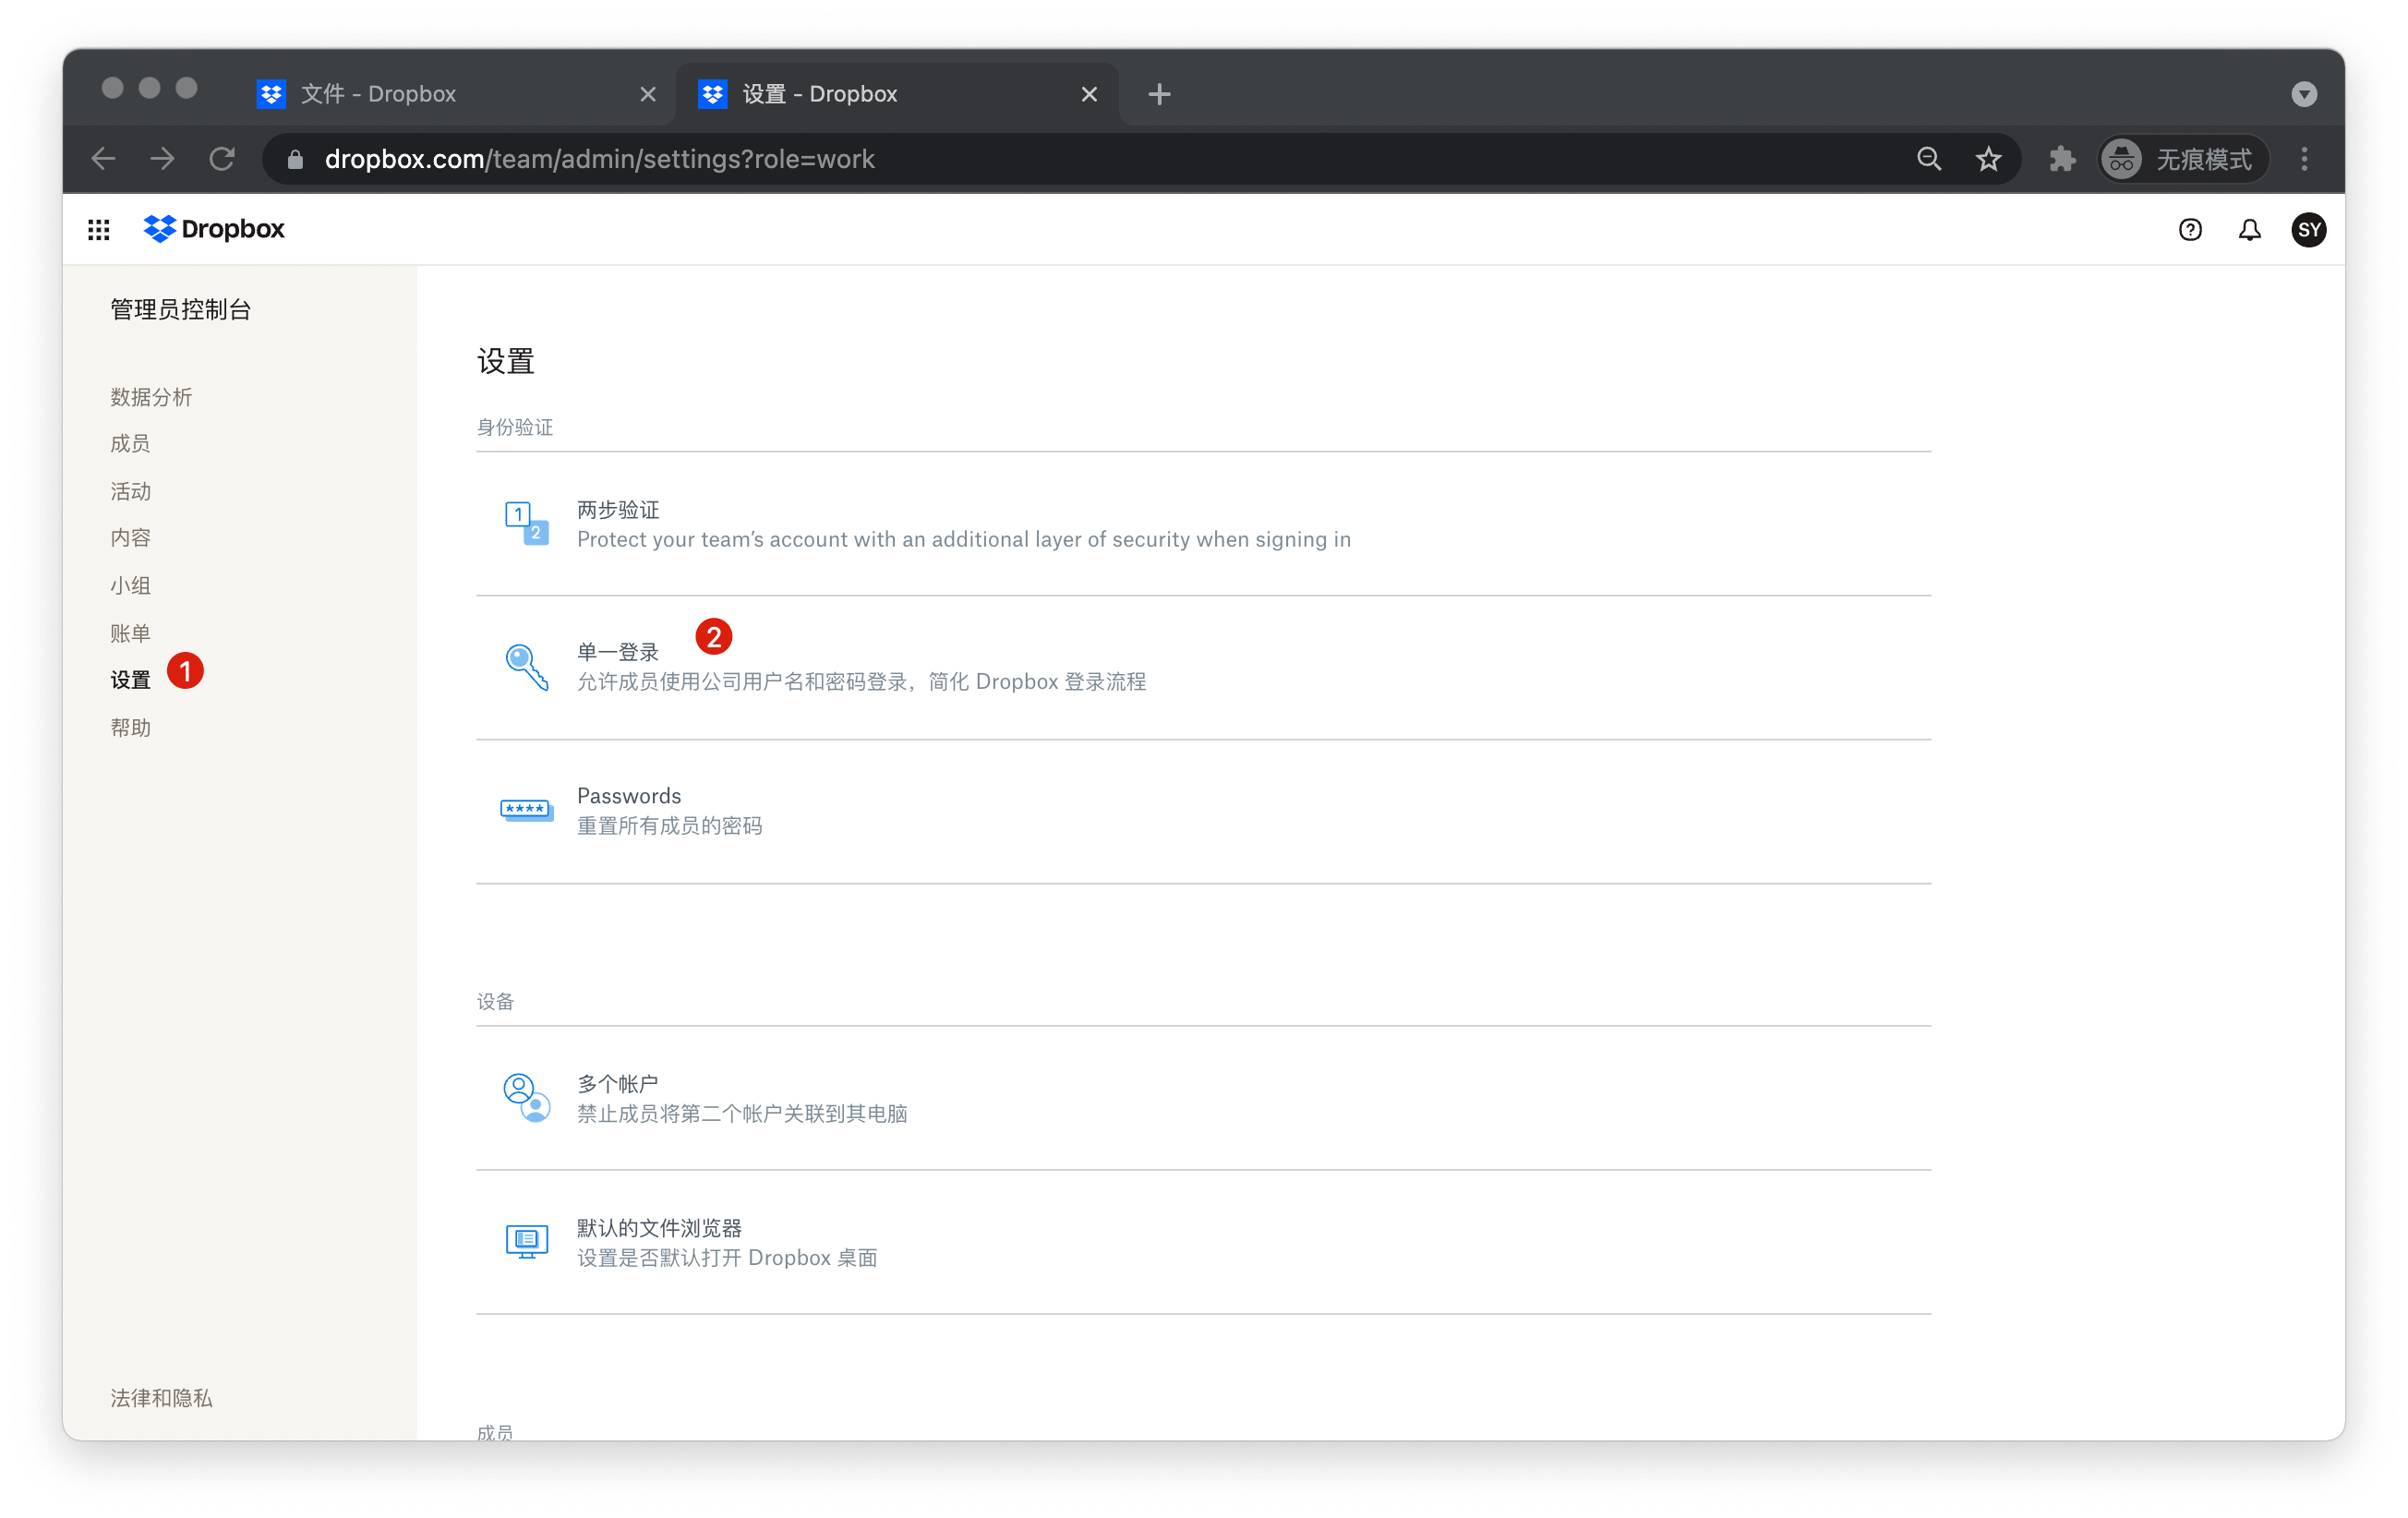 文件 - Dropbox
设置 - Dropbox
dropbox.com/team/admin/settings?role=work
无痕模式
Dropbox
SY
管理员控制台
数据分析
成员
活动
内容
小组
账单
设置 1
帮助
法律和隐私
设置
身份验证
1
2
两步验证
Protect your team’s account with an additional layer of security when signing in
单一登录 2
允许成员使用公司用户名和密码登录，简化 Dropbox 登录流程
****
Passwords
重置所有成员的密码
设备
多个帐户
禁止成员将第二个帐户关联到其电脑
默认的文件浏览器
设置是否默认打开 Dropbox 桌面
成员